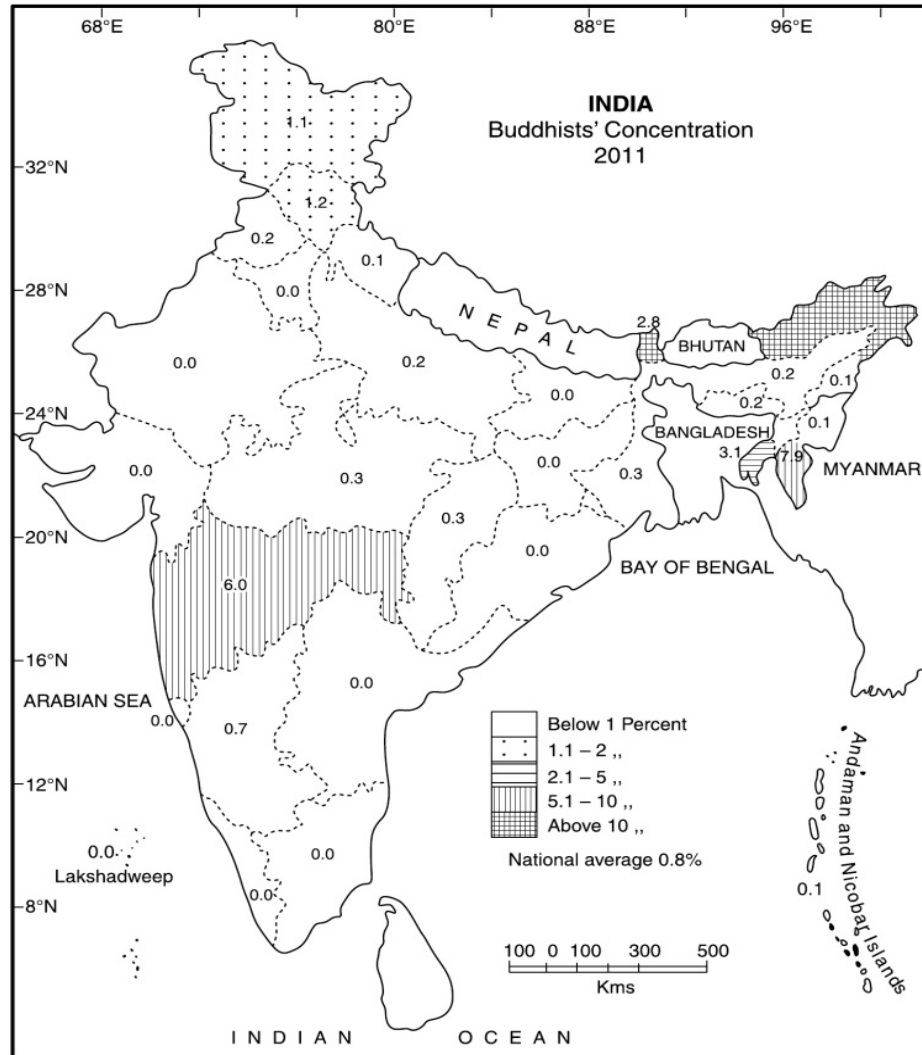 68°E 80°E 88°E 96°E
INDIA
Buddhists' Concentration
2011
1.1
32°N
1.2
0.2
0.1
28°N
0.0
NEPAL
2.8
BHUTAN
0.0
0.2
0.2
0.1
24°N
0.0
0.2
0.1
BANGLADESH
0.0
0.3
0.0
0.3
3.1
7.9
MYANMAR
0.3
20°N
0.0
BAY OF BENGAL
6.0
16°N
ARABIAN SEA
0.0
0.0
0.7
Below 1 Percent
1.1 – 2 ,,
2.1 – 5 ,,
5.1 – 10 ,,
Above 10 ,,
National average 0.8%
12°N
0.0
Lakshadweep
0.0
0.0
8°N
0.1
Andaman and Nicobar Islands
100 0 100 300 500
Kms
INDIAN OCEAN